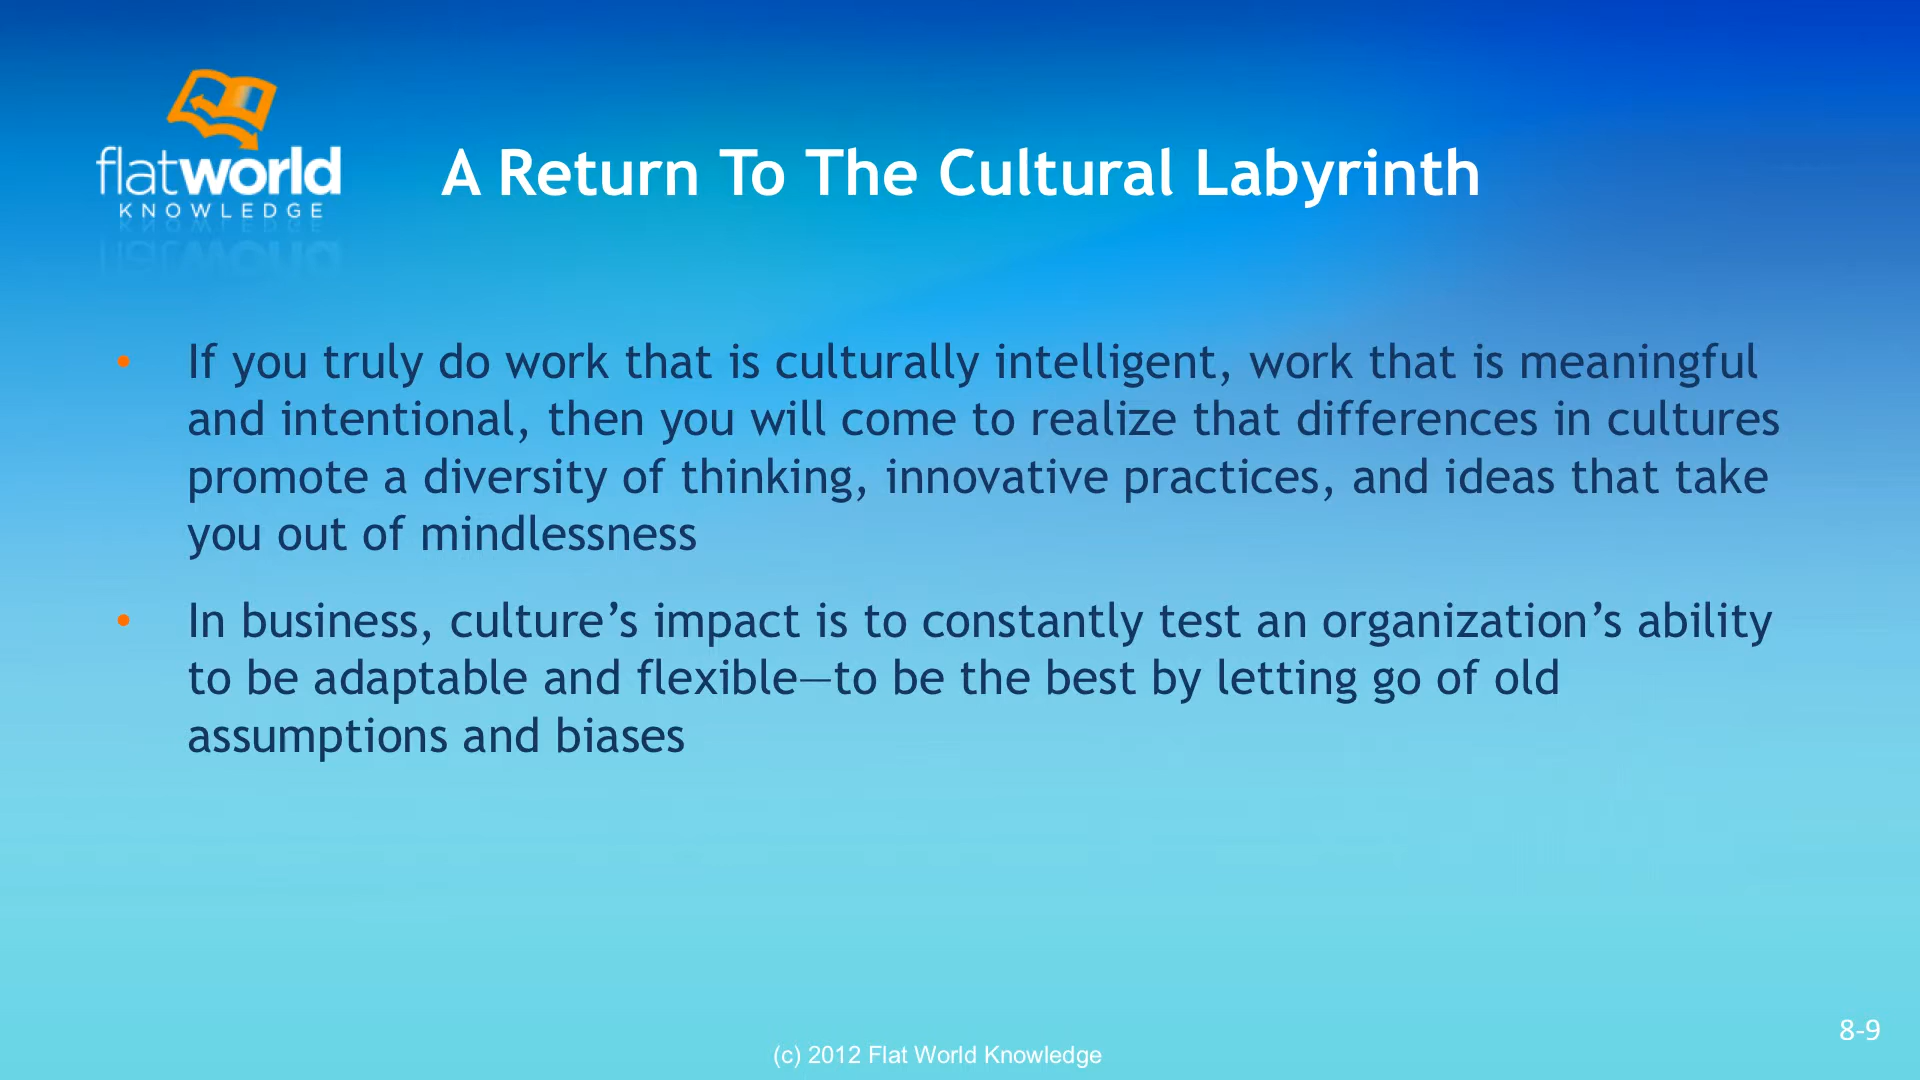 flatworld
KNOWLEDGE
A Return To The Cultural Labyrinth
• If you truly do work that is culturally intelligent, work that is meaningful
and intentional, then you will come to realize that differences in cultures
promote a diversity of thinking, innovative practices, and ideas that take
you out of mindlessness
• In business, culture’s impact is to constantly test an organization’s ability
to be adaptable and flexible—to be the best by letting go of old
assumptions and biases
8-9
(c) 2012 Flat World Knowledge